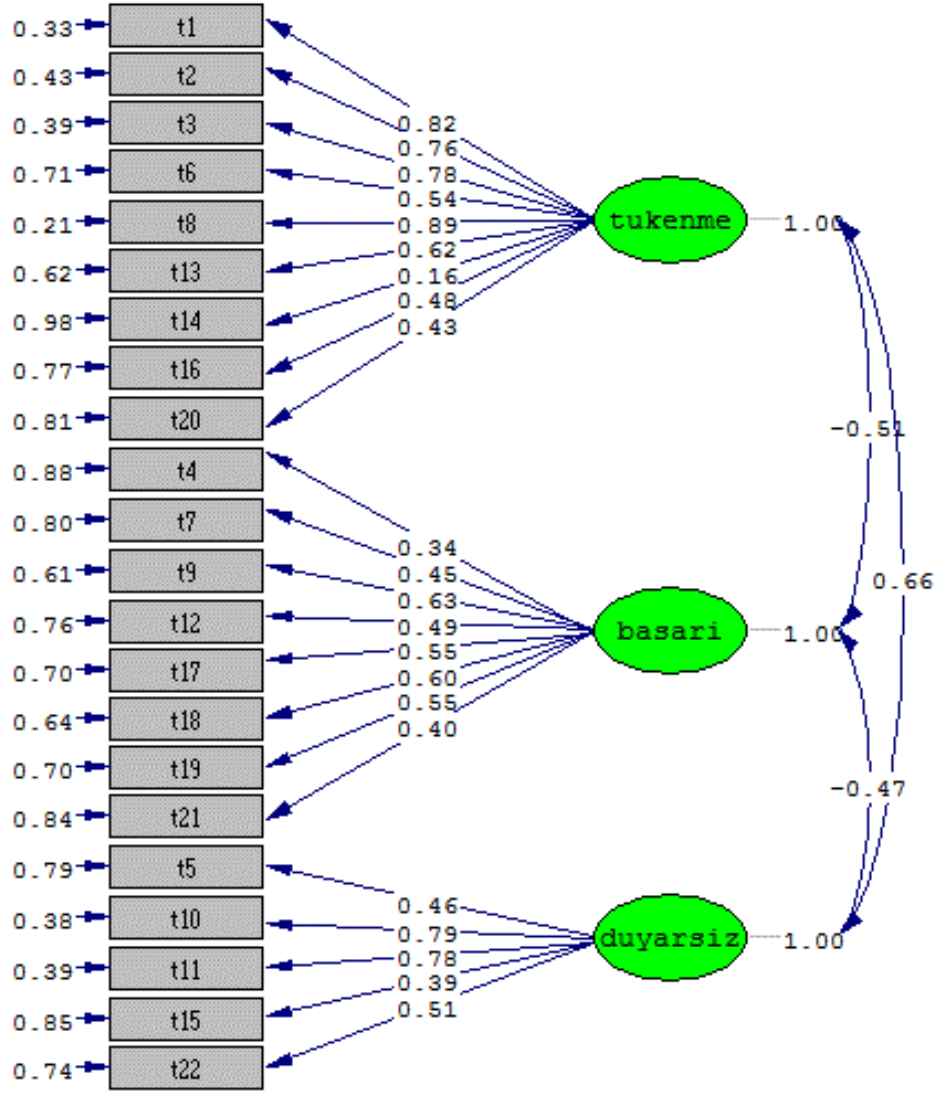 0.33 t1
0.43 t2
0.39 t3
0.71 t6
0.21 t8
0.62 t13
0.98 t14
0.77 t16
0.81 t20
0.88 t4
0.80 t7
0.61 t9
0.76 t12
0.70 t17
0.64 t18
0.70 t19
0.84 t21
0.79 t5
0.38 t10
0.39 t11
0.85 t15
0.74 t22
0.82
0.76
0.78
0.54
0.89
0.62
0.16
0.48
0.43
0.34
0.45
0.63
0.49
0.55
0.60
0.55
0.40
0.46
0.79
0.78
0.39
0.51
tukenme 1.00
basari 1.00
duyarsiz 1.00
-0.51
0.66
-0.47